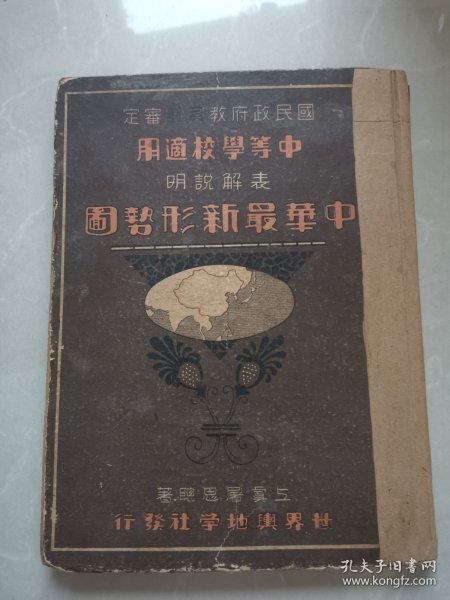 國民政府教育部審定
中等學校適用
表解說明
中華最新形勢圖
上虞屠思聰著
世界輿地学社發行
孔夫子旧书网
www.kongfz.com